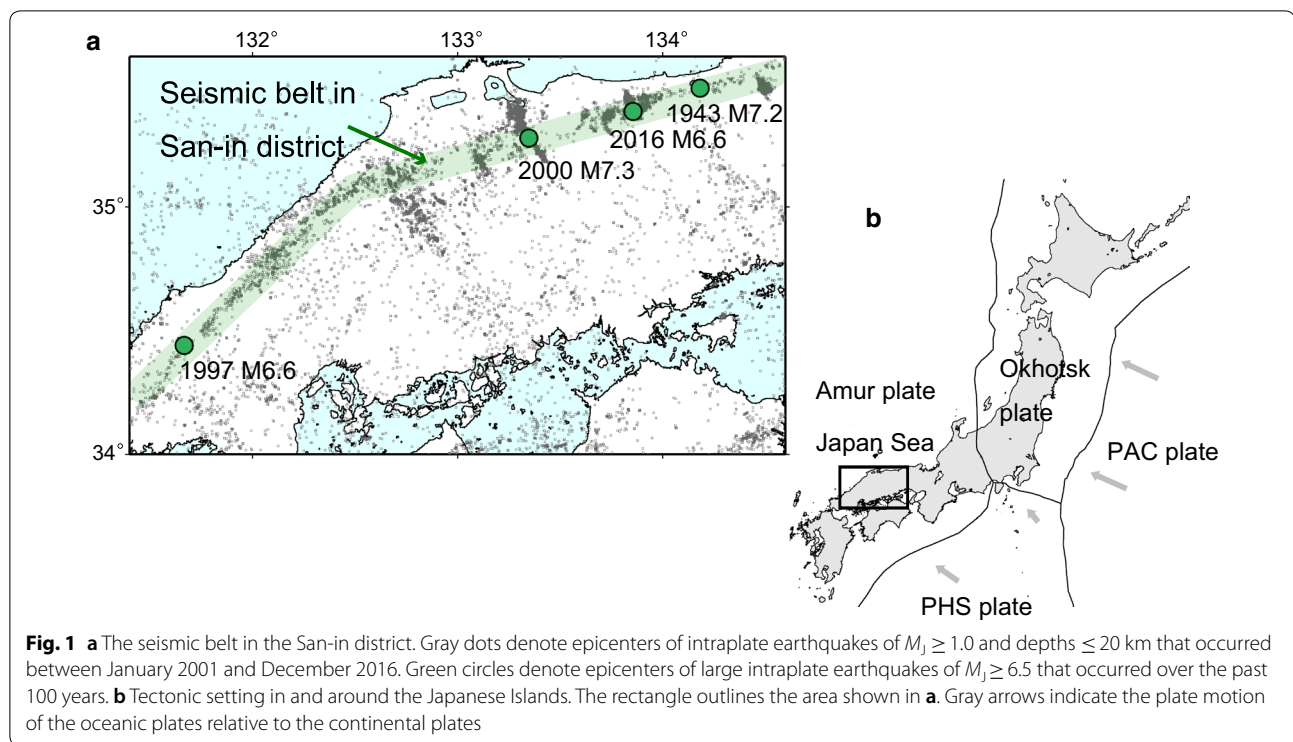 a
132°
133°
134°
Seismic belt in
San-in district
1943 M7.2
2016 M6.6
2000 M7.3
35°
1997 M6.6
34°
b
Okhotsk
plate
Amur plate
Japan Sea
PAC plate
PHS plate
Fig. 1 a The seismic belt in the San-in district. Gray dots denote epicenters of intraplate earthquakes of MJ ≥ 1.0 and depths ≤ 20 km that occurred
between January 2001 and December 2016. Green circles denote epicenters of large intraplate earthquakes of MJ ≥ 6.5 that occurred over the past
100 years. b Tectonic setting in and around the Japanese Islands. The rectangle outlines the area shown in a. Gray arrows indicate the plate motion
of the oceanic plates relative to the continental plates